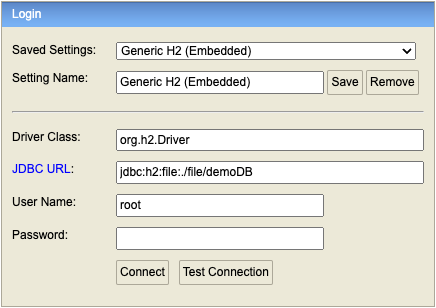 Login
Saved Settings: Generic H2 (Embedded)
Setting Name: Generic H2 (Embedded) Save Remove
Driver Class: org.h2.Driver
JDBC URL: jdbc:h2:file:./file/demoDB
User Name: root
Password:
Connect Test Connection